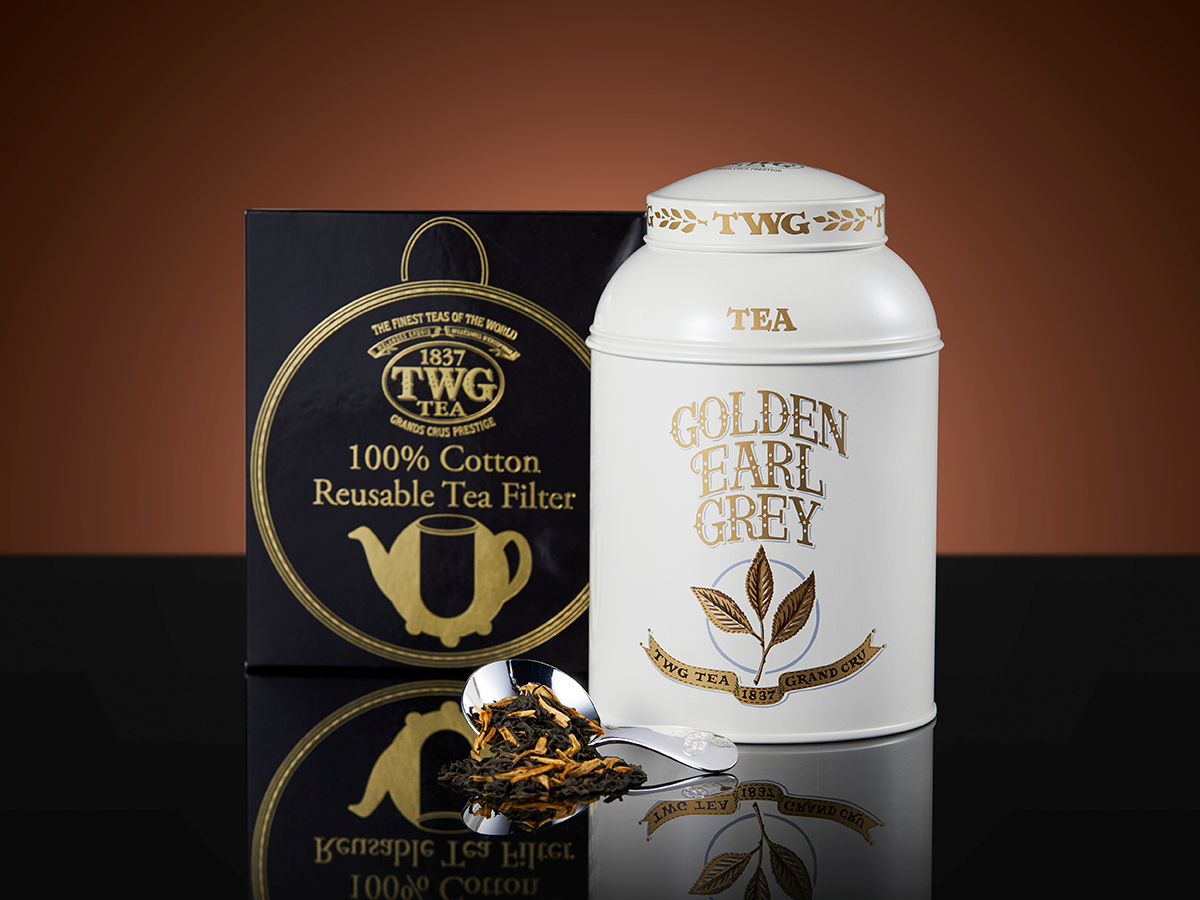 THE FINEST TEAS OF THE WORLD
1837
TWG
TEA
GRANDS CRUS PRESTIGE
100% Cotton
Reusable Tea Filter
TWG
TEA
GOLDEN
EARL
GREY
TWG TEA 1837 GRAND CRU